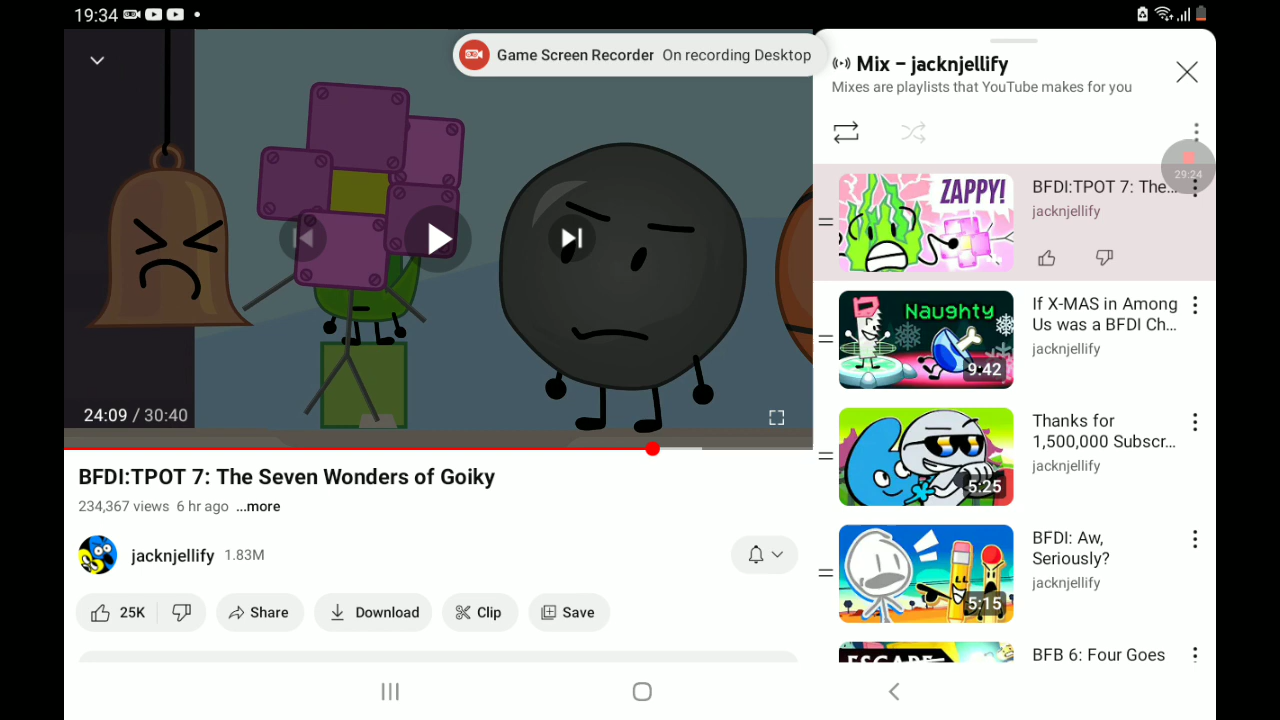 19:34
Game Screen Recorder On recording Desktop
Mix – jacknjellify
Mixes are playlists that YouTube makes for you
29:24
24:09 / 30:40
BFDI:TPOT 7: The Seven Wonders of Goiky
234,367 views 6 hr ago ...more
jacknjellify 1.83M
25K Share Download Clip Save
ZAPPY!
BFDI:TPOT 7: The...
jacknjellify
Naughty
9:42
If X-MAS in Among
Us was a BFDI Ch...
jacknjellify
5:25
Thanks for
1,500,000 Subscr...
jacknjellify
5:15
BFDI: Aw,
Seriously?
jacknjellify
ESCAPE
BFB 6: Four Goes